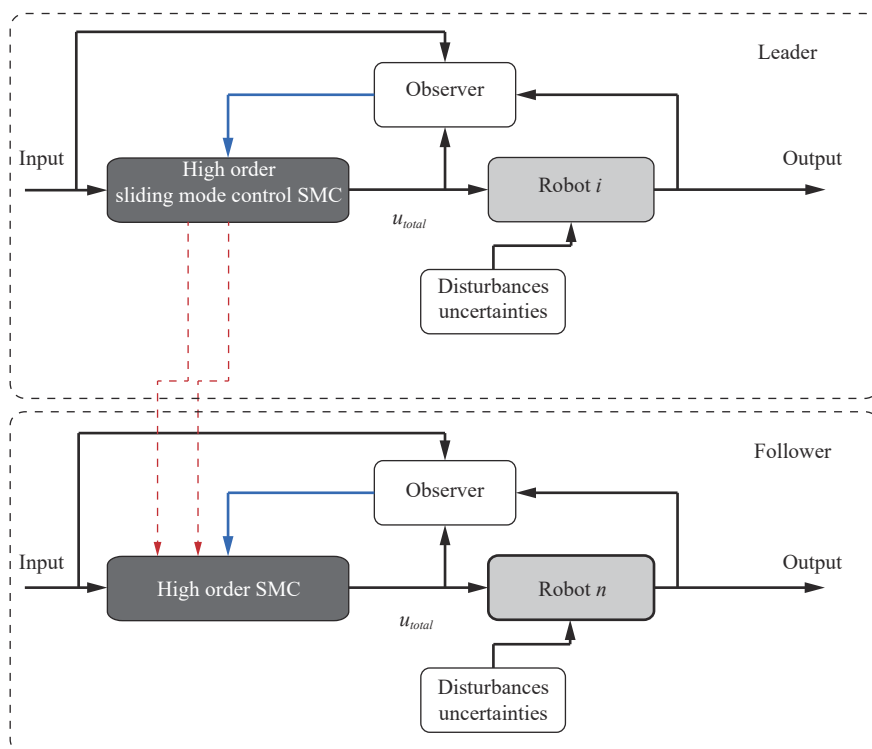 Leader
Observer
Input
High order
sliding mode control SMC
Robot i
Output
u_total
Disturbances
uncertainties
Follower
Observer
Input
High order SMC
Robot n
Output
u_total
Disturbances
uncertainties